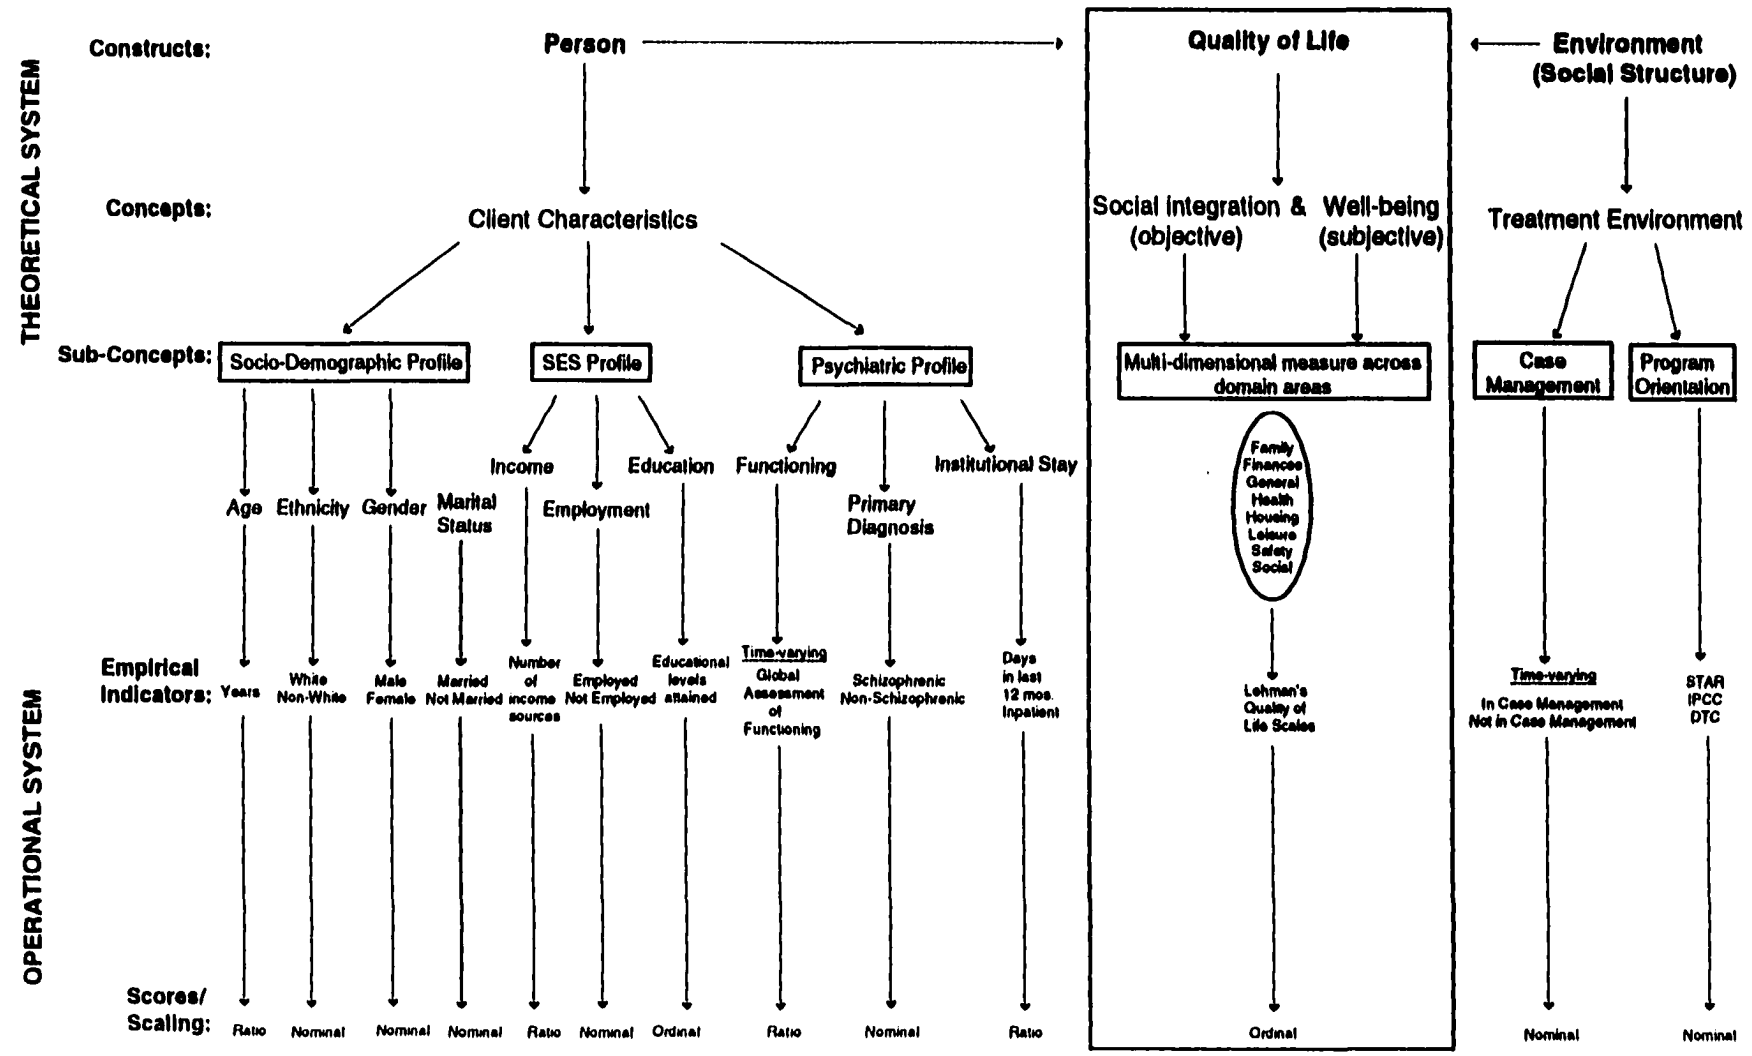 THEORETICAL SYSTEM
OPERATIONAL SYSTEM
Constructs:
Person
Quality of Life
Environment
(Social Structure)
Concepts:
Client Characteristics
Social integration & Well-being
(objective) (subjective)
Treatment Environment
Sub-Concepts:
Socio-Demographic Profile
SES Profile
Psychiatric Profile
Multi-dimensional measure across
domain areas
Case
Management
Program
Orientation
Age
Ethnicity
Gender
Marital
Status
Income
Employment
Education
Functioning
Primary
Diagnosis
Institutional Stay
Family
Finances
General
Health
Housing
Leisure
Safety
Social
Empirical
Indicators:
Years
White
Non-White
Male
Female
Married
Not Married
Number
of
income
sources
Employed
Not Employed
Educational
levels
attained
Time-varying
Global
Assessment
of
Functioning
Schizophrenic
Non-Schizophrenic
Days
in last
12 mos.
Inpatient
Lehman's
Quality of
Life Scales
Time-varying
In Case Management
Not in Case Management
STAR
IPCC
DTC
Scores/
Scaling:
Ratio
Nominal
Nominal
Nominal
Ratio
Nominal
Ordinal
Ratio
Nominal
Ratio
Ordinal
Nominal
Nominal